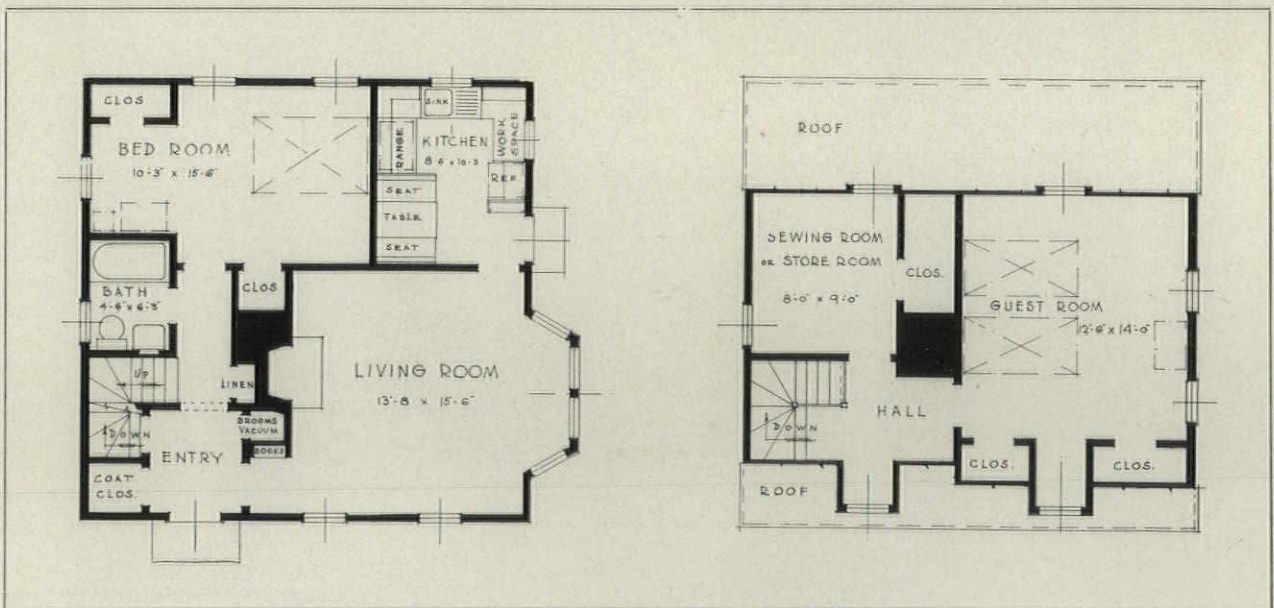 CLOS
BED ROOM
10-3" x 15-6"
SINK
RANGE
KITCHEN
8 6 x 10-3
WORK
SPACE
REF.
SEAT
TABLE
SEAT
BATH
4-6" x 6-3"
CLOS.
UP
LINEN
DOWN
BROOMS
VACUUM
BOOKS
ENTRY
COAT
CLOS.
LIVING ROOM
13'-8 x 15-6"
ROOF
SEWING ROOM
OR STORE ROOM
8'-0" x 9'-0"
CLOS.
GUEST ROOM
12'-6" x 14'-0"
HALL
DOWN
CLOS.
CLOS.
ROOF